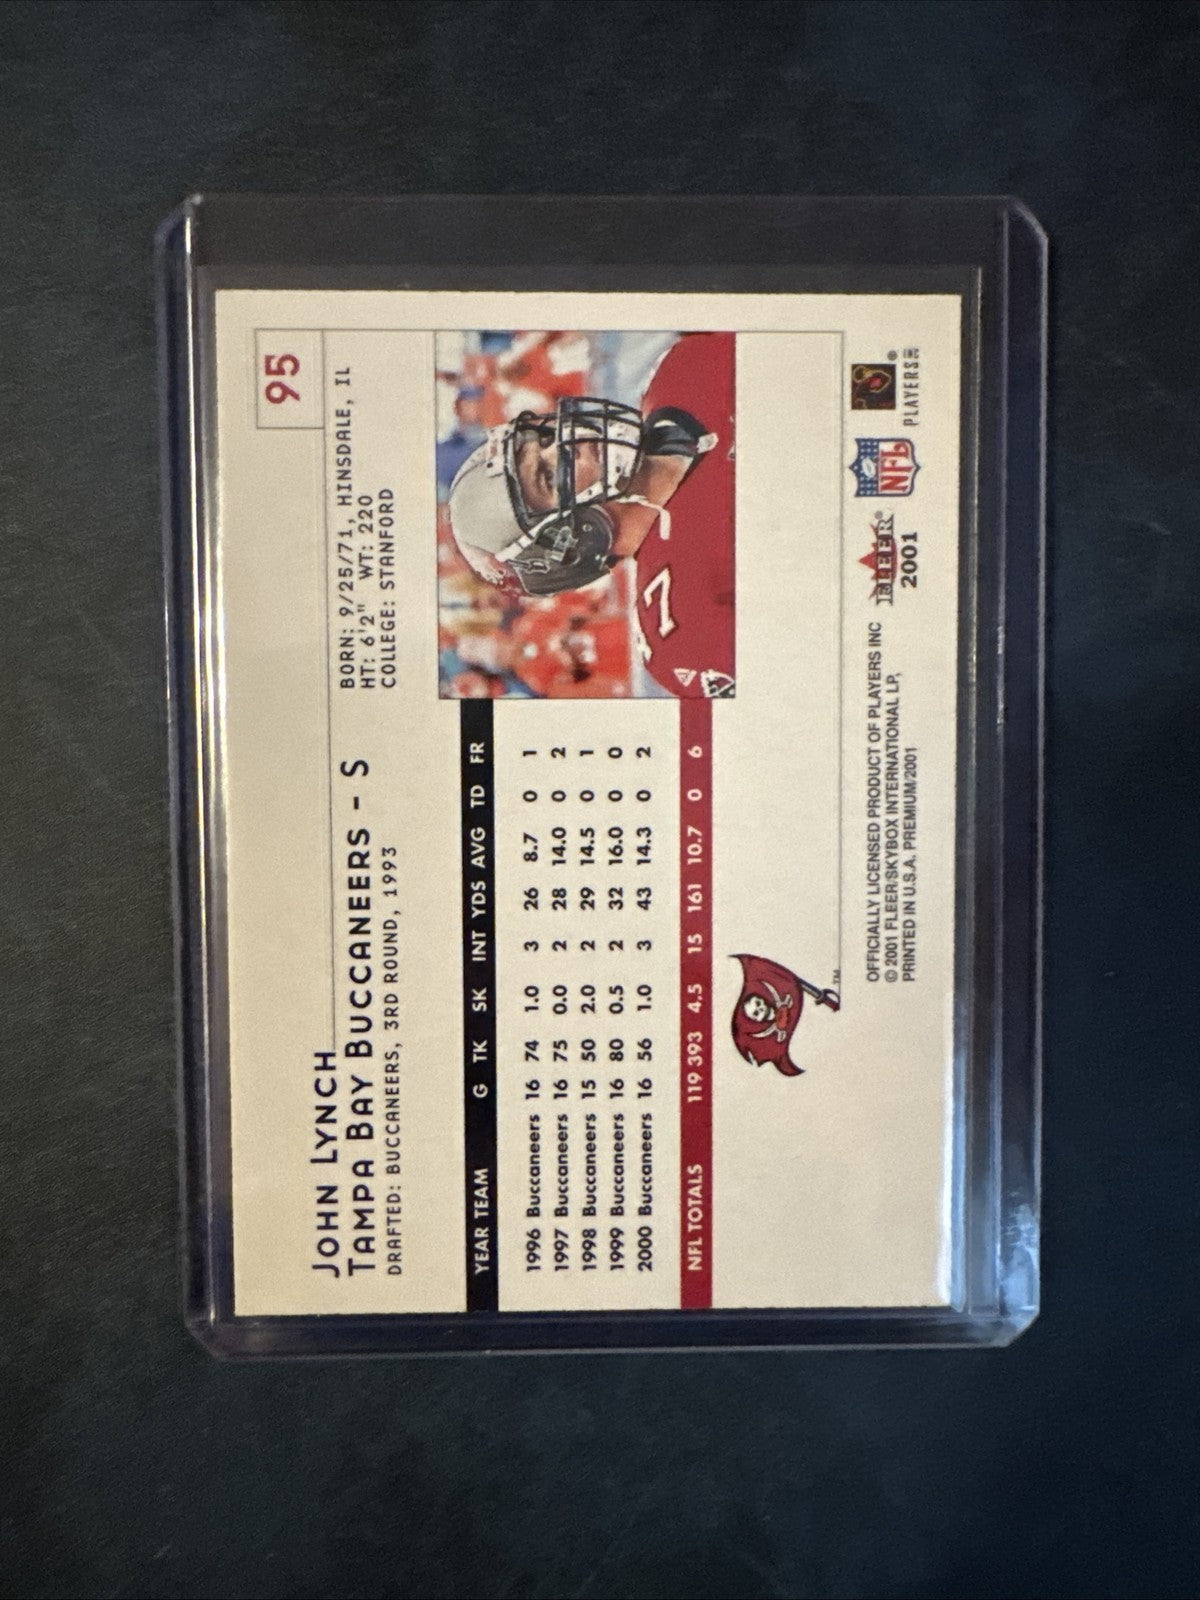 95
JOHN LYNCH
TAMPA BAY BUCCANEERS - S
DRAFTED: BUCCANEERS, 3RD ROUND, 1993
BORN: 9/25/71, HINSDALE, IL
HT: 6'2" WT: 220
COLLEGE: STANFORD
YEAR TEAM G TK SK INT YDS AVG TD FR
1996 Buccaneers 16 74 1.0 3 26 8.7 0 1
1997 Buccaneers 16 75 0.0 2 28 14.0 0 2
1998 Buccaneers 15 50 2.0 2 29 14.5 0 1
1999 Buccaneers 16 80 0.5 2 32 16.0 0 0
2000 Buccaneers 16 56 1.0 3 43 14.3 0 2
NFL TOTALS 119 393 4.5 15 161 10.7 0 6
7
TM
OFFICIALLY LICENSED PRODUCT OF PLAYERS INC
© 2001 FLEER/SKYBOX INTERNATIONAL LP,
PRINTED IN U.S.A. PREMIUM/2001
FLEER®
2001
NFL
®
PLAYERS INC